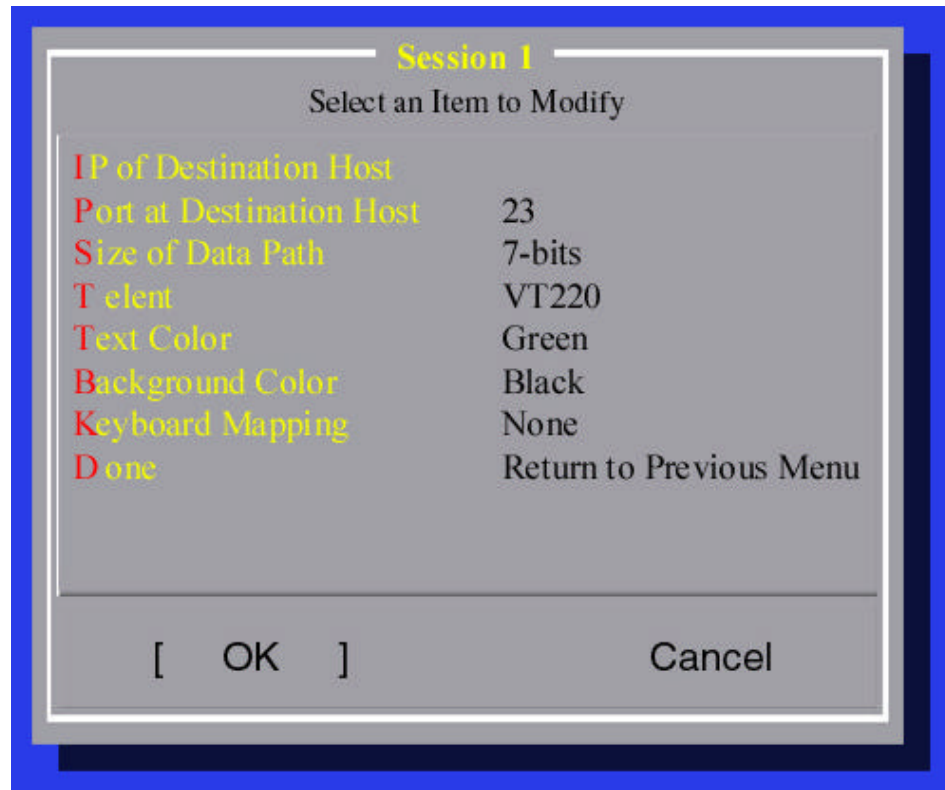 Session 1
Select an Item to Modify
IP of Destination Host
Port at Destination Host 23
Size of Data Path 7-bits
T elent VT220
Text Color Green
Background Color Black
Keyboard Mapping None
D one Return to Previous Menu
[ OK ] Cancel